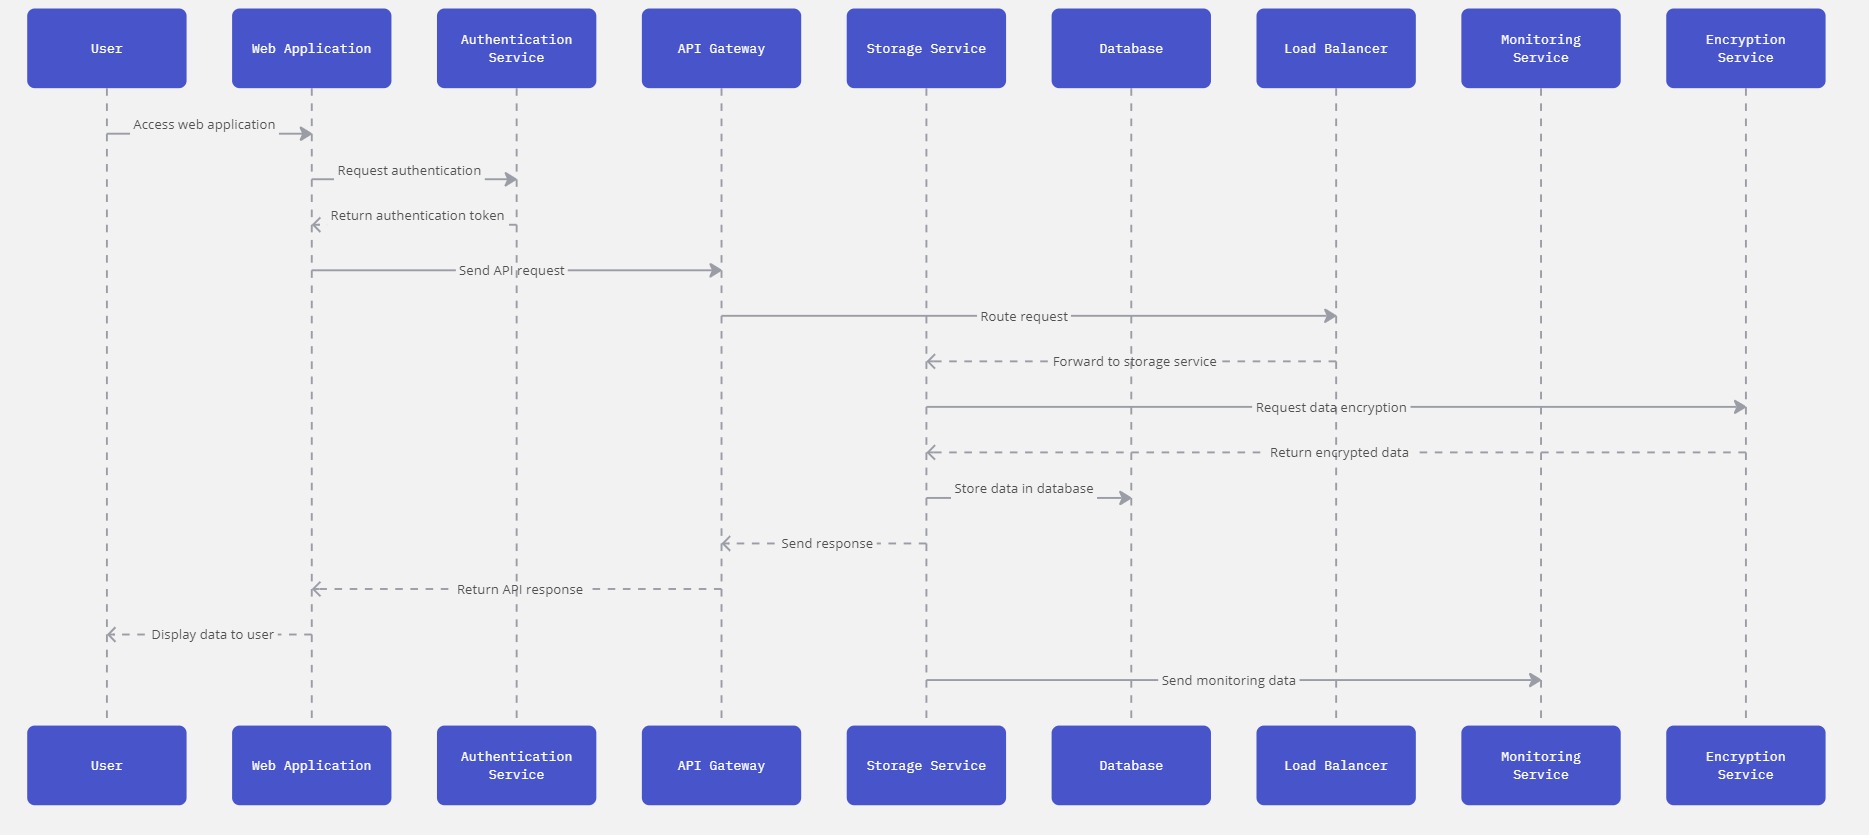 User
Web Application
Authentication
Service
API Gateway
Storage Service
Database
Load Balancer
Monitoring
Service
Encryption
Service
Access web application
Request authentication
Return authentication token
Send API request
Route request
Forward to storage service
Request data encryption
Return encrypted data
Store data in database
Send response
Return API response
Display data to user
Send monitoring data
User
Web Application
Authentication
Service
API Gateway
Storage Service
Database
Load Balancer
Monitoring
Service
Encryption
Service